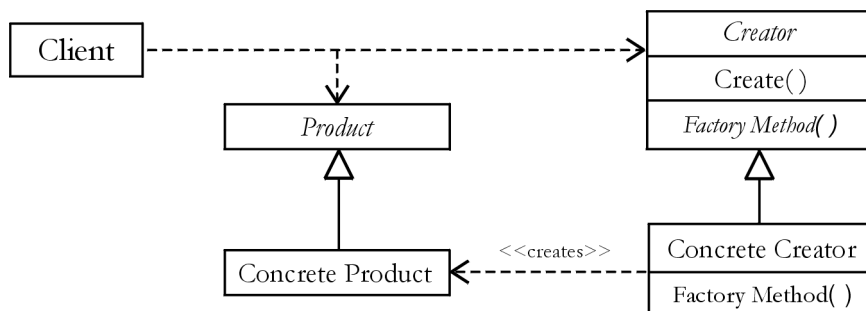 Client
Creator
Create( )
Factory Method( )
Product
<<creates>>
Concrete Product
Concrete Creator
Factory Method( )